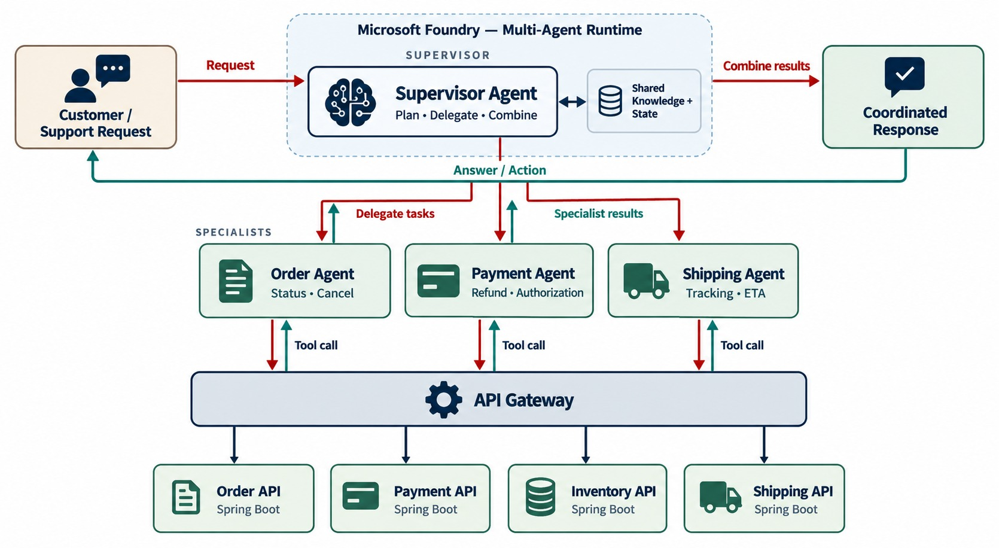 Microsoft Foundry — Multi-Agent Runtime
SUPERVISOR
Request
Combine results
Customer /
Support Request
Supervisor Agent
Plan • Delegate • Combine
Shared
Knowledge +
State
Coordinated
Response
Answer / Action
Delegate tasks
Specialist results
SPECIALISTS
Order Agent
Status • Cancel
Payment Agent
Refund • Authorization
Shipping Agent
Tracking • ETA
Tool call
Tool call
Tool call
API Gateway
Order API
Spring Boot
Payment API
Spring Boot
Inventory API
Spring Boot
Shipping API
Spring Boot